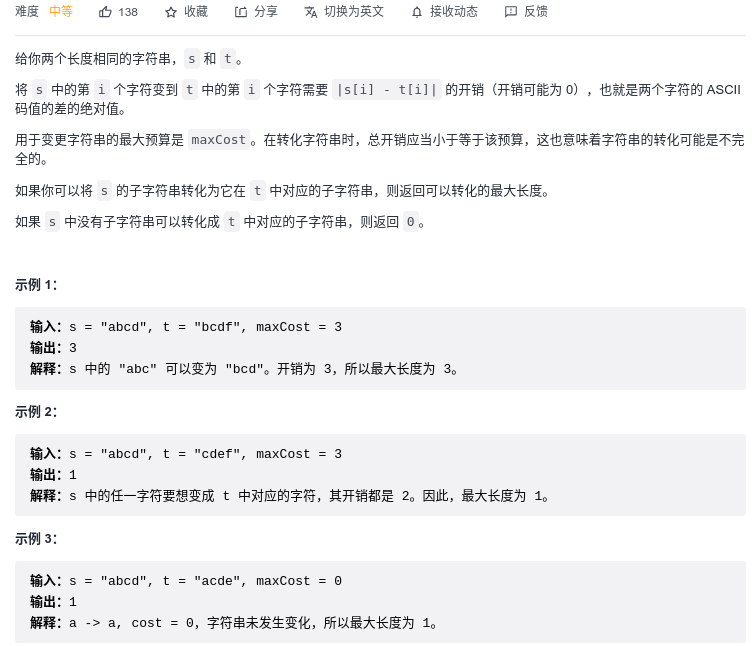 难度 中等 138 收藏 分享 切换为英文 接收动态 反馈
给你两个长度相同的字符串，s 和 t。
将 s 中的第 i 个字符变到 t 中的第 i 个字符需要 |s[i] - t[i]| 的开销（开销可能为 0），也就是两个字符的 ASCII
码值的差的绝对值。
用于变更字符串的最大预算是 maxCost。在转化字符串时，总开销应当小于等于该预算，这也意味着字符串的转化可能是不完
全的。
如果你可以将 s 的子字符串转化为它在 t 中对应的子字符串，则返回可以转化的最大长度。
如果 s 中没有子字符串可以转化成 t 中对应的子字符串，则返回 0。
示例 1：
输入：s = "abcd", t = "bcdf", maxCost = 3
输出：3
解释：s 中的 "abc" 可以变为 "bcd"。开销为 3，所以最大长度为 3。
示例 2：
输入：s = "abcd", t = "cdef", maxCost = 3
输出：1
解释：s 中的任一字符要想变成 t 中对应的字符，其开销都是 2。因此，最大长度为 1。
示例 3：
输入：s = "abcd", t = "acde", maxCost = 0
输出：1
解释：a -> a, cost = 0，字符串未发生变化，所以最大长度为 1。